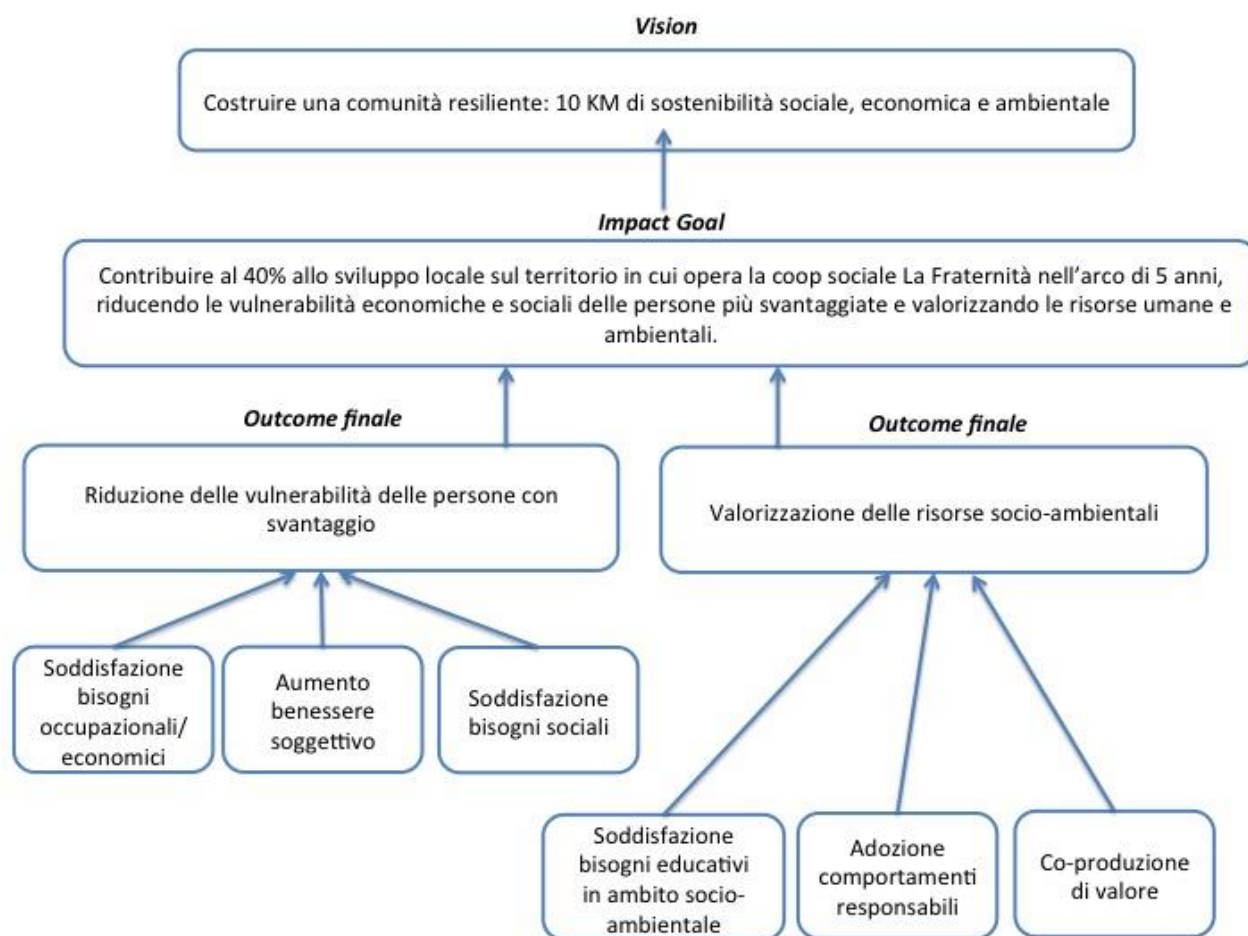 Vision
Costruire una comunità resiliente: 10 KM di sostenibilità sociale, economica e ambientale
Impact Goal
Contribuire al 40% allo sviluppo locale sul territorio in cui opera la coop sociale La Fraternità nell’arco di 5 anni,
riducendo le vulnerabilità economiche e sociali delle persone più svantaggiate e valorizzando le risorse umane e
ambientali.
Outcome finale
Riduzione delle vulnerabilità delle persone con
svantaggio
Outcome finale
Valorizzazione delle risorse socio-ambientali
Soddisfazione
bisogni
occupazionali/
economici
Aumento
benessere
soggettivo
Soddisfazione
bisogni sociali
Soddisfazione
bisogni educativi
in ambito socio-
ambientale
Adozione
comportamenti
responsabili
Co-produzione
di valore